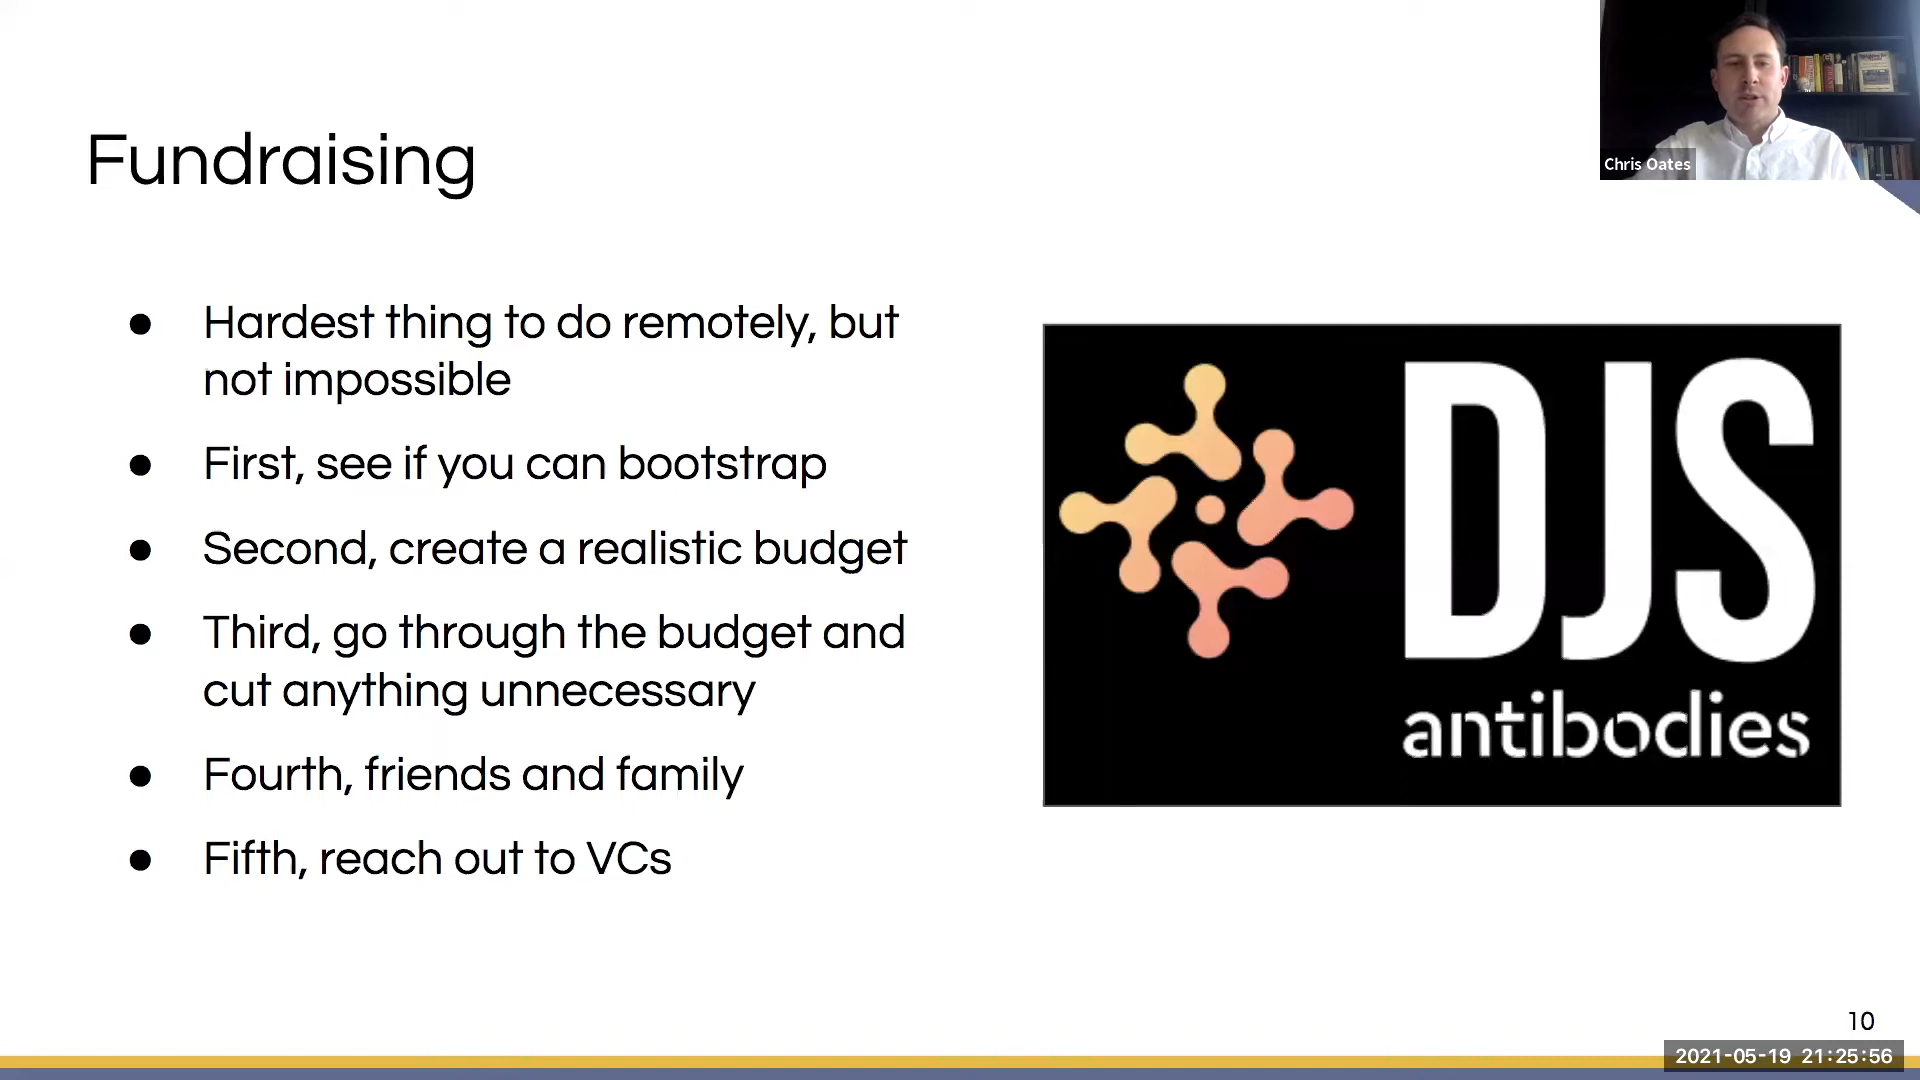 Chris Oates
Fundraising
● Hardest thing to do remotely, but
not impossible
● First, see if you can bootstrap
● Second, create a realistic budget
● Third, go through the budget and
cut anything unnecessary
● Fourth, friends and family
● Fifth, reach out to VCs
DJS
antibodies
10
2021-05-19 21:25:56